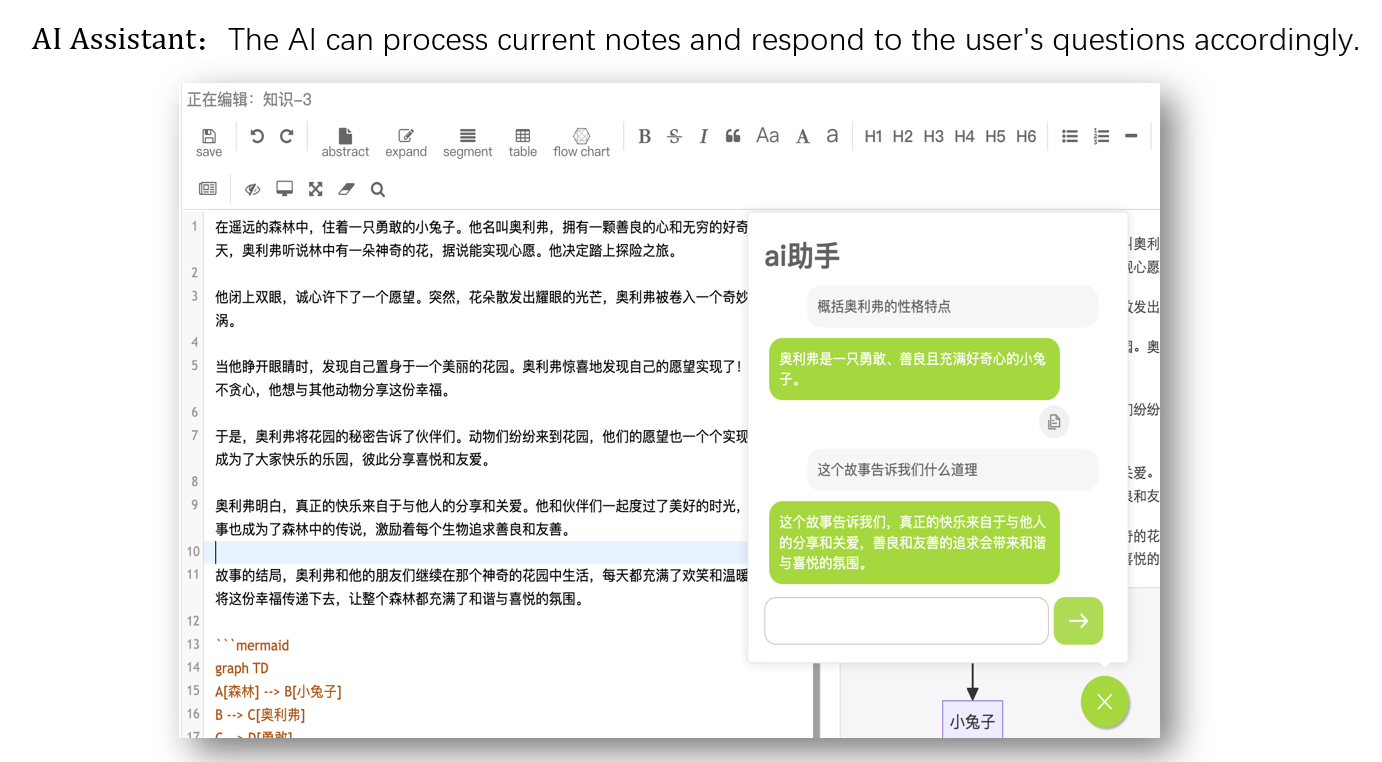 AI Assistant：The AI can process current notes and respond to the user's questions accordingly.
正在编辑：知识-3
save abstract expand segment table flow chart B S I Aa A a H1 H2 H3 H4 H5 H6
1 在遥远的森林中，住着一只勇敢的小兔子。他名叫奥利弗，拥有一颗善良的心和无穷的好奇
天，奥利弗听说林中有一朵神奇的花，据说能实现心愿。他决定踏上探险之旅。
2
3 他闭上双眼，诚心许下了一个愿望。突然，花朵散发出耀眼的光芒，奥利弗被卷入一个奇妙
涡。
4
5 当他睁开眼睛时，发现自己置身于一个美丽的花园。奥利弗惊喜地发现自己的愿望实现了！
不贪心，他想与其他动物分享这份幸福。
6
7 于是，奥利弗将花园的秘密告诉了伙伴们。动物们纷纷来到花园，他们的愿望也一个个实现
成为了大家快乐的乐园，彼此分享喜悦和友爱。
8
9 奥利弗明白，真正的快乐来自于与他人的分享和关爱。他和伙伴们一起度过了美好的时光，
事也成为了森林中的传说，激励着每个生物追求善良和友善。
10
11 故事的结局，奥利弗和他的朋友们继续在那个神奇的花园中生活，每天都充满了欢笑和温暖
将这份幸福传递下去，让整个森林都充满了和谐与喜悦的氛围。
12
13 ```mermaid
14 graph TD
15 A[森林] --> B[小兔子]
16 B --> C[奥利弗]
17 C --> D[勇敢]
ai助手
概括奥利弗的性格特点
奥利弗是一只勇敢、善良且充满好奇心的小兔
子。
这个故事告诉我们什么道理
这个故事告诉我们，真正的快乐来自于与他人
的分享和关爱，善良和友善的追求会带来和谐
与喜悦的氛围。
奥利
心愿
发出
。奥
纷纷
爱。
和友
的花
喜悦的
小兔子